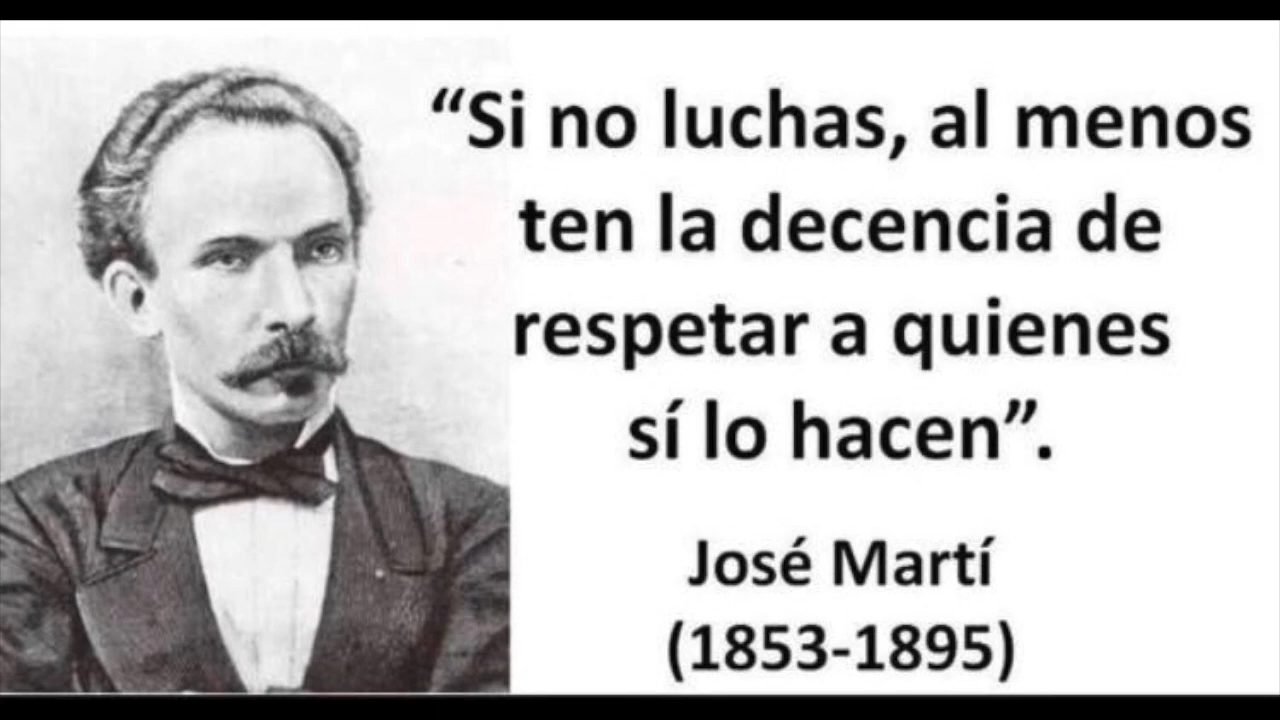 “Si no luchas, al menos
ten la decencia de
respetar a quienes
sí lo hacen”.
José Martí
(1853-1895)